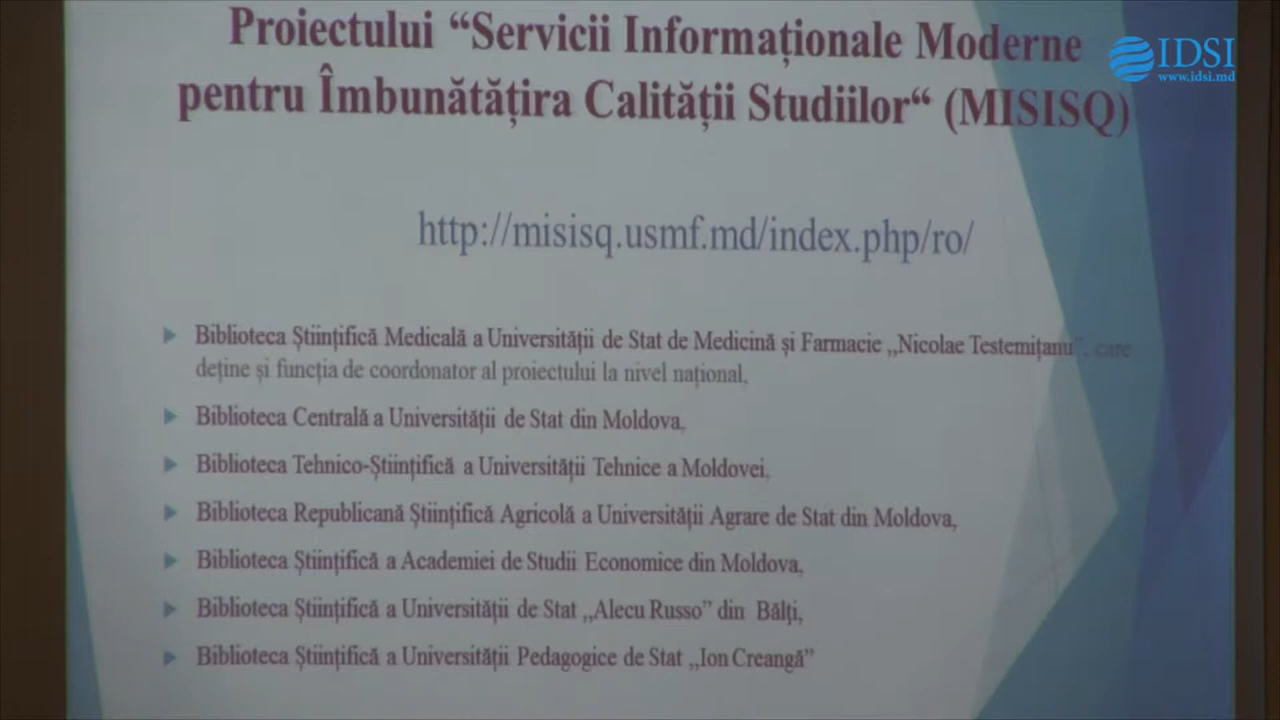 Proiectului “Servicii Informaționale Moderne
pentru Îmbunătățira Calității Studiilor“ (MISISQ)
IDSI
www.idsi.md
http://misisq.usmf.md/index.php/ro/
Biblioteca Științifică Medicală a Universității de Stat de Medicină și Farmacie „Nicolae Testemițanu”, care
deține și funcția de coordonator al proiectului la nivel național,
Biblioteca Centrală a Universității de Stat din Moldova,
Biblioteca Tehnico-Științifică a Universității Tehnice a Moldovei,
Biblioteca Republicană Științifică Agricolă a Universității Agrare de Stat din Moldova,
Biblioteca Științifică a Academiei de Studii Economice din Moldova,
Biblioteca Științifică a Universității de Stat „Alecu Russo” din Bălți,
Biblioteca Științifică a Universității Pedagogice de Stat „Ion Creangă”